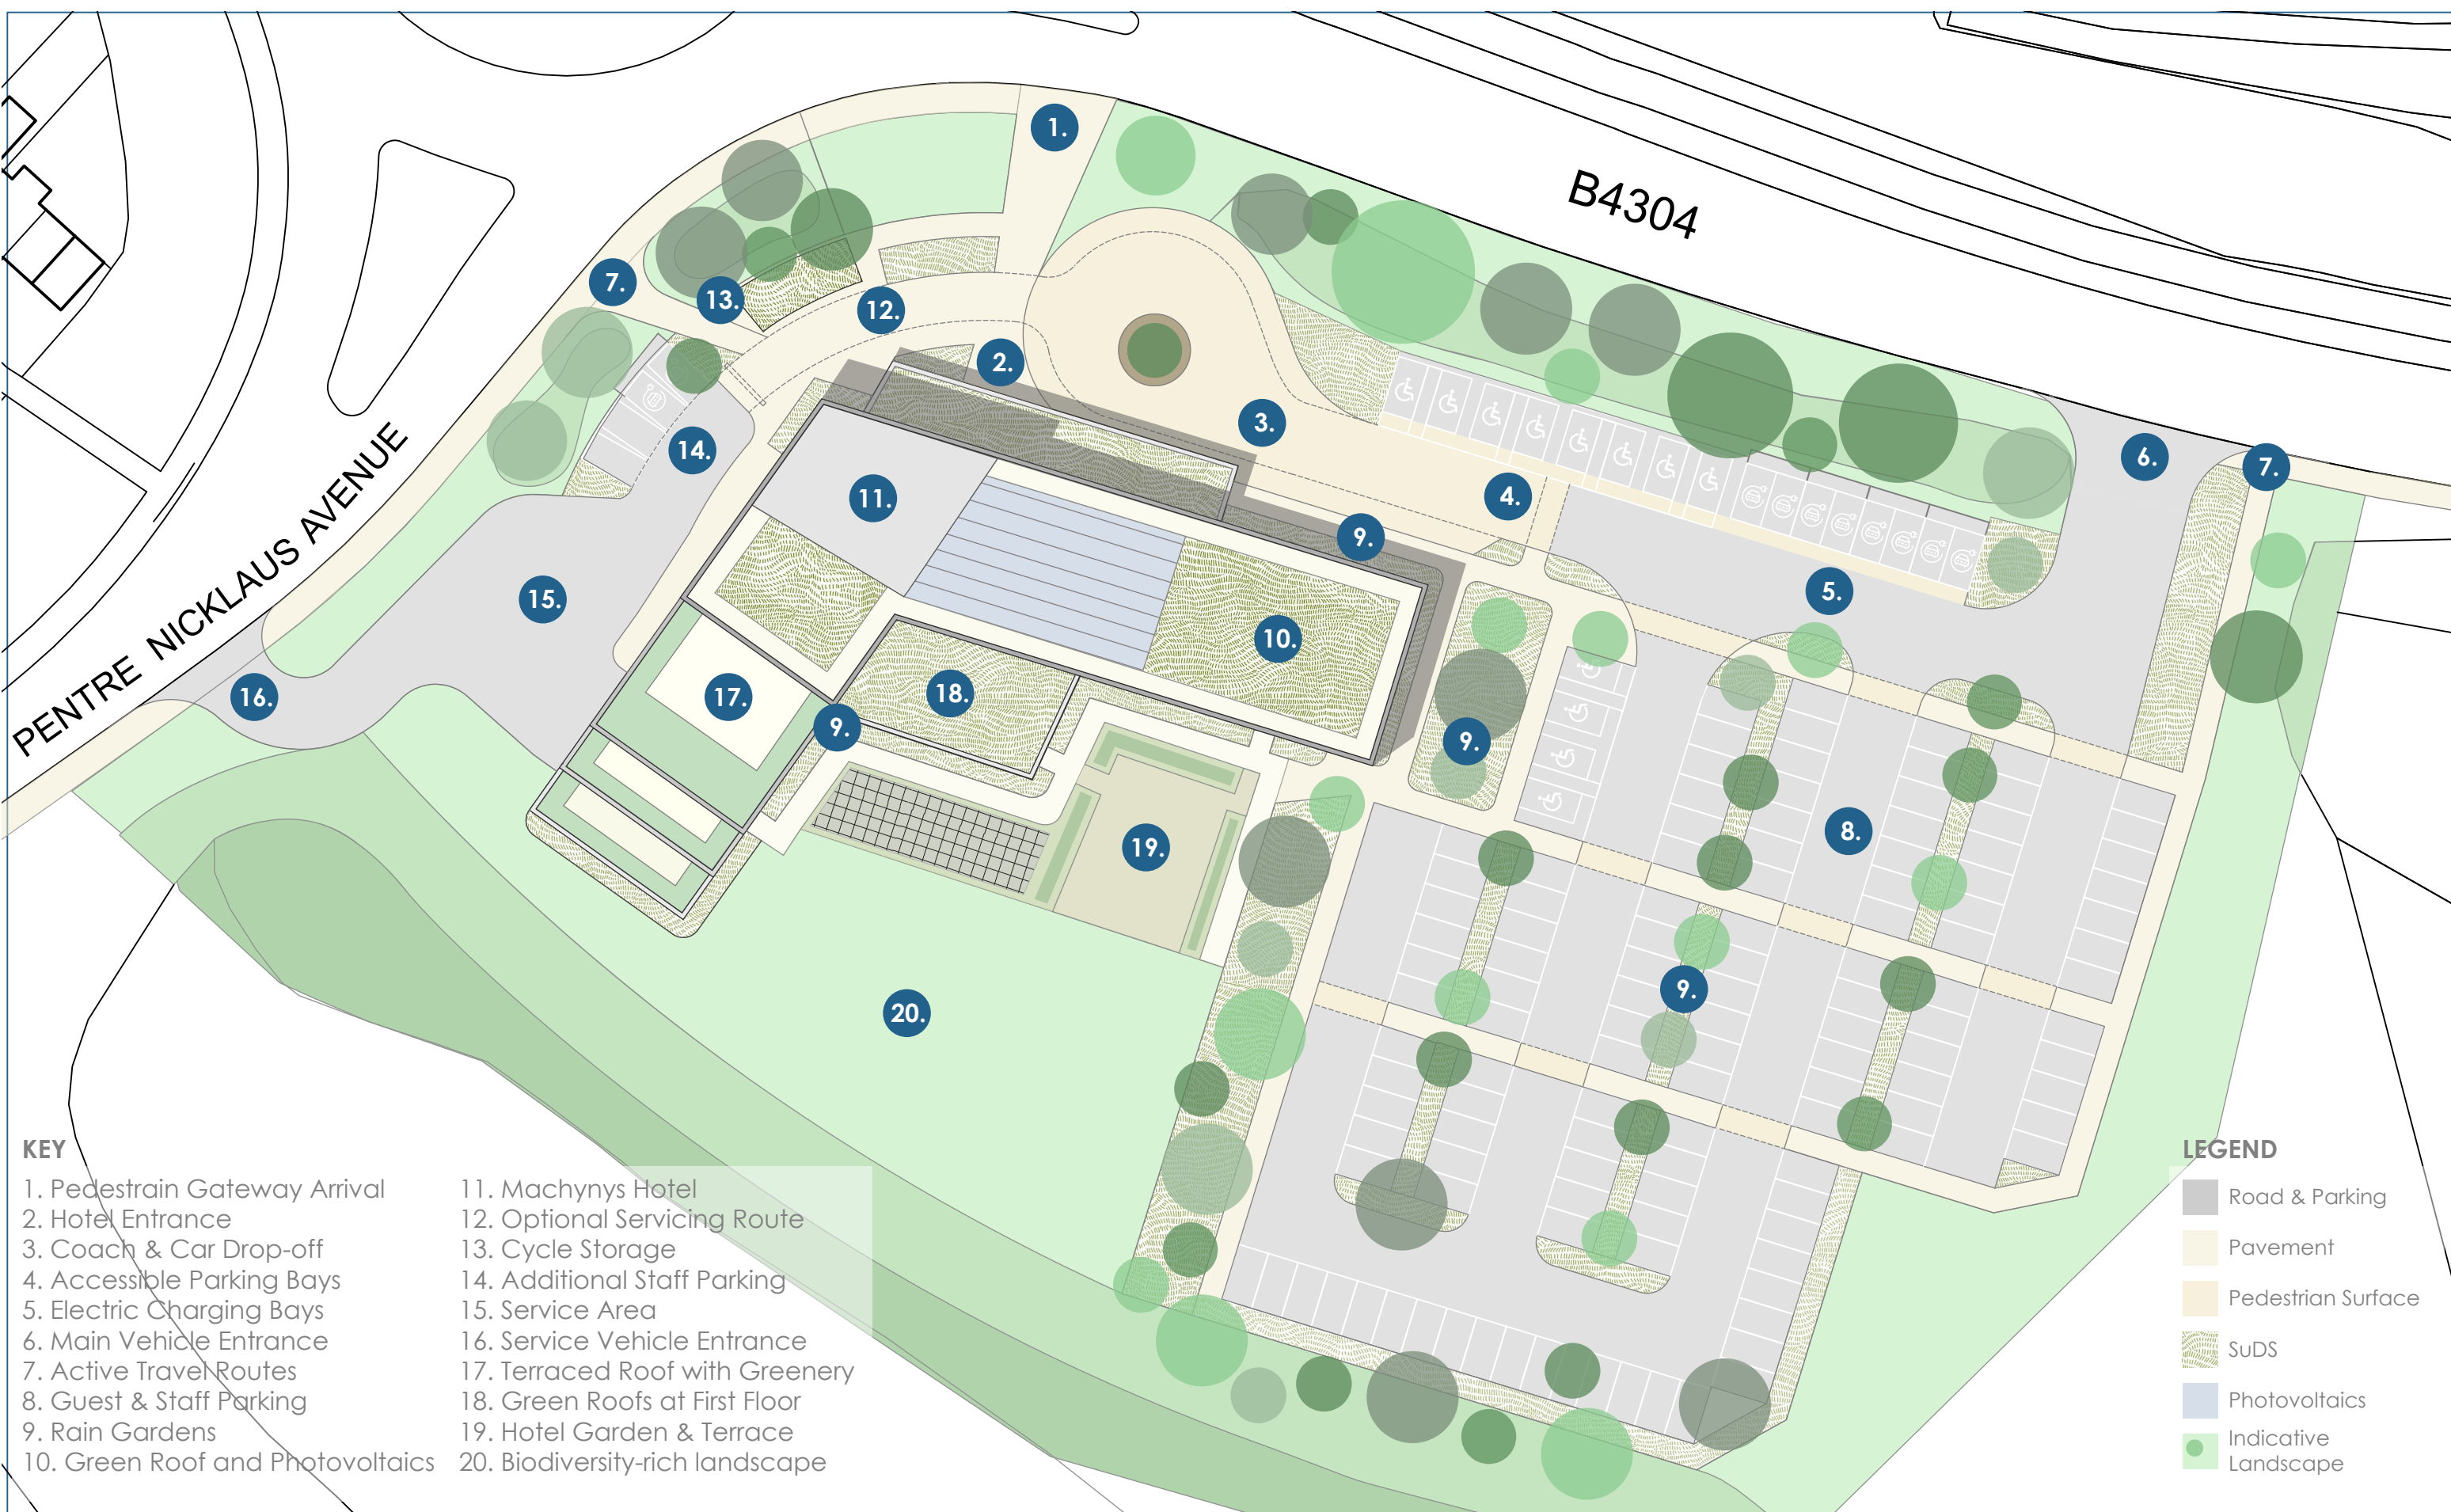 1.
B4304
7.
13.
12.
2.
3.
14.
6.
7.
11.
4.
9.
PENTRE NICKLAUS AVENUE
15.
5.
10.
16.
17.
18.
9.
9.
8.
19.
9.
20.
KEY
1. Pedestrain Gateway Arrival
2. Hotel Entrance
3. Coach & Car Drop-off
4. Accessible Parking Bays
5. Electric Charging Bays
6. Main Vehicle Entrance
7. Active Travel Routes
8. Guest & Staff Parking
9. Rain Gardens
10. Green Roof and Photovoltaics
11. Machynys Hotel
12. Optional Servicing Route
13. Cycle Storage
14. Additional Staff Parking
15. Service Area
16. Service Vehicle Entrance
17. Terraced Roof with Greenery
18. Green Roofs at First Floor
19. Hotel Garden & Terrace
20. Biodiversity-rich landscape
LEGEND
Road & Parking
Pavement
Pedestrian Surface
SuDS
Photovoltaics
Indicative
Landscape